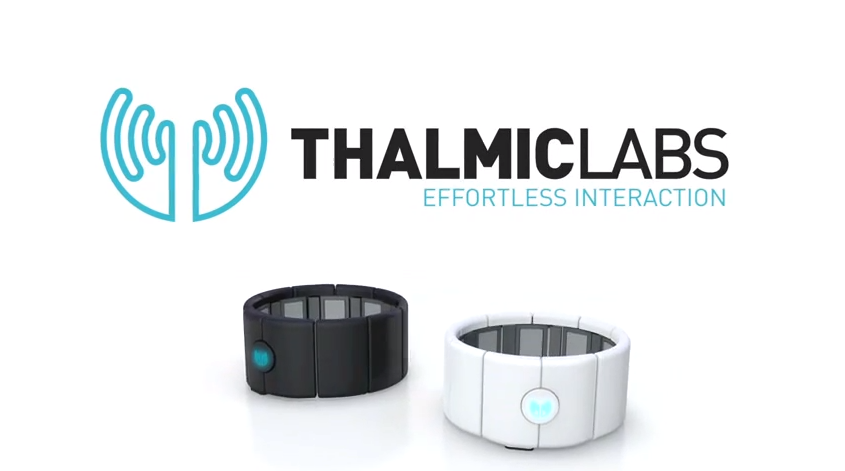 THALMICLABS
EFFORTLESS INTERACTION